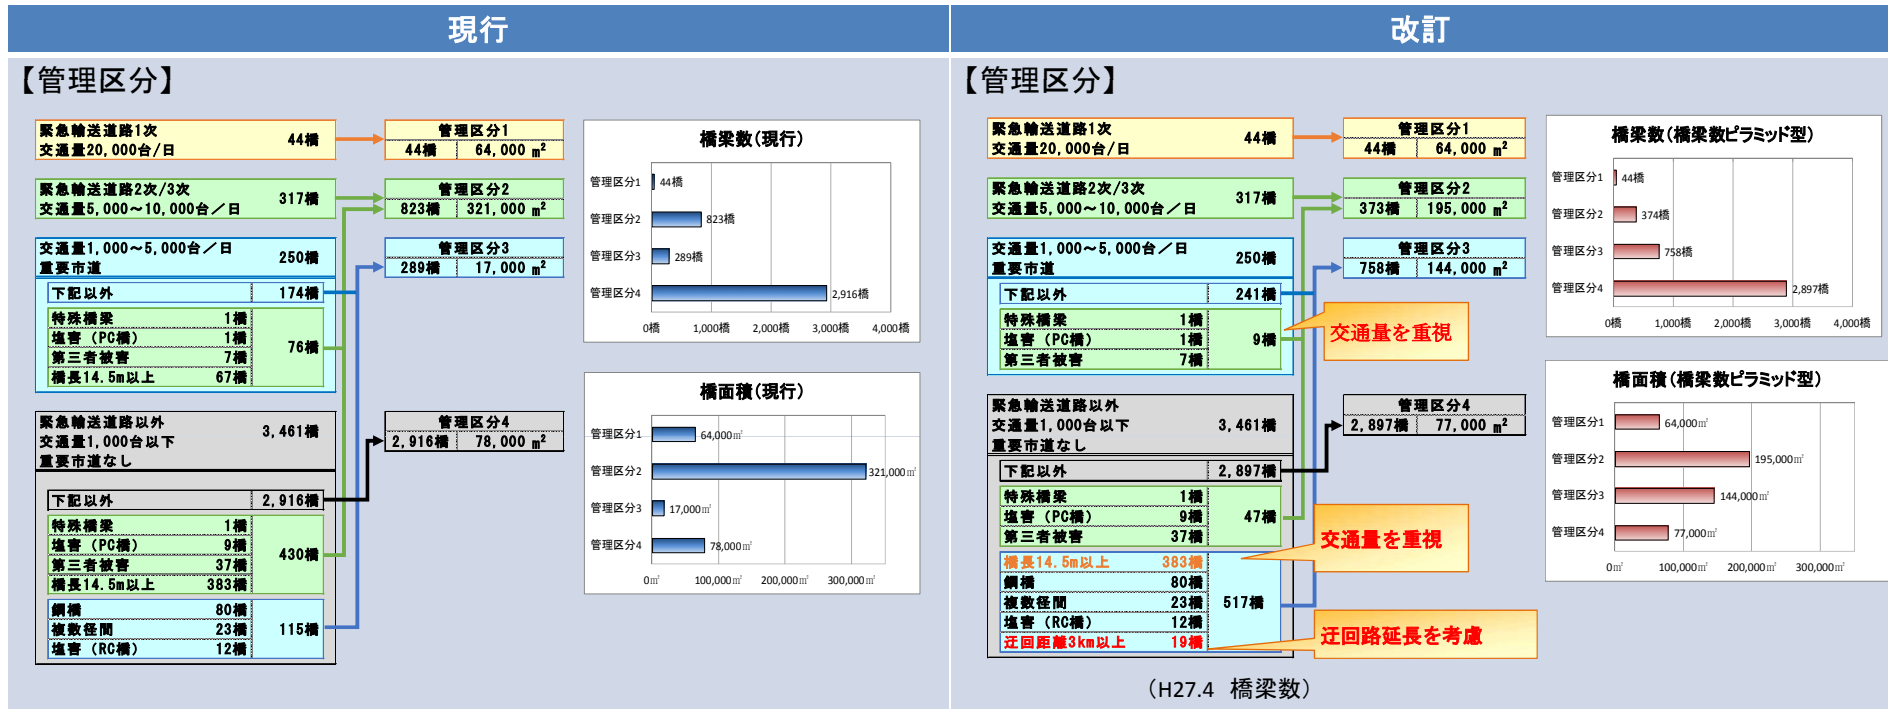 現行
【管理区分】
緊急輸送道路1次
交通量20,000台/日
44橋
管理区分1
44橋 64,000 m²
緊急輸送道路2次/3次
交通量5,000～10,000台／日
317橋
管理区分2
823橋 321,000 m²
交通量1,000～5,000台／日
重要市道
250橋
管理区分3
289橋 17,000 m²
下記以外 174橋
特殊橋梁 1橋
塩害（PC橋） 1橋
第三者被害 7橋
橋長14.5m以上 67橋
76橋
緊急輸送道路以外
交通量1,000台以下
重要市道なし
3,461橋
管理区分4
2,916橋 78,000 m²
下記以外 2,916橋
特殊橋梁 1橋
塩害（PC橋） 9橋
第三者被害 37橋
橋長14.5m以上 383橋
430橋
鋼橋 80橋
複数径間 23橋
塩害（RC橋） 12橋
115橋
橋梁数（現行）
管理区分1 44橋
管理区分2 823橋
管理区分3 289橋
管理区分4 2,916橋
0橋 1,000橋 2,000橋 3,000橋 4,000橋
橋面積（現行）
管理区分1 64,000㎡
管理区分2 321,000㎡
管理区分3 17,000㎡
管理区分4 78,000㎡
0㎡ 100,000㎡ 200,000㎡ 300,000㎡
改訂
【管理区分】
緊急輸送道路1次
交通量20,000台/日
44橋
管理区分1
44橋 64,000 m²
緊急輸送道路2次/3次
交通量5,000～10,000台／日
317橋
管理区分2
373橋 195,000 m²
交通量1,000～5,000台／日
重要市道
250橋
管理区分3
758橋 144,000 m²
下記以外 241橋
特殊橋梁 1橋
塩害（PC橋） 1橋
第三者被害 7橋
9橋
交通量を重視
緊急輸送道路以外
交通量1,000台以下
重要市道なし
3,461橋
管理区分4
2,897橋 77,000 m²
下記以外 2,897橋
特殊橋梁 1橋
塩害（PC橋） 9橋
第三者被害 37橋
47橋
橋長14.5m以上 383橋
鋼橋 80橋
複数径間 23橋
塩害（RC橋） 12橋
迂回距離3km以上 19橋
517橋
交通量を重視
迂回路延長を考慮
（H27.4 橋梁数）
橋梁数（橋梁数ピラミッド型）
管理区分1 44橋
管理区分2 374橋
管理区分3 758橋
管理区分4 2,897橋
0橋 1,000橋 2,000橋 3,000橋 4,000橋
橋面積（橋梁数ピラミッド型）
管理区分1 64,000㎡
管理区分2 195,000㎡
管理区分3 144,000㎡
管理区分4 77,000㎡
0㎡ 100,000㎡ 200,000㎡ 300,000㎡